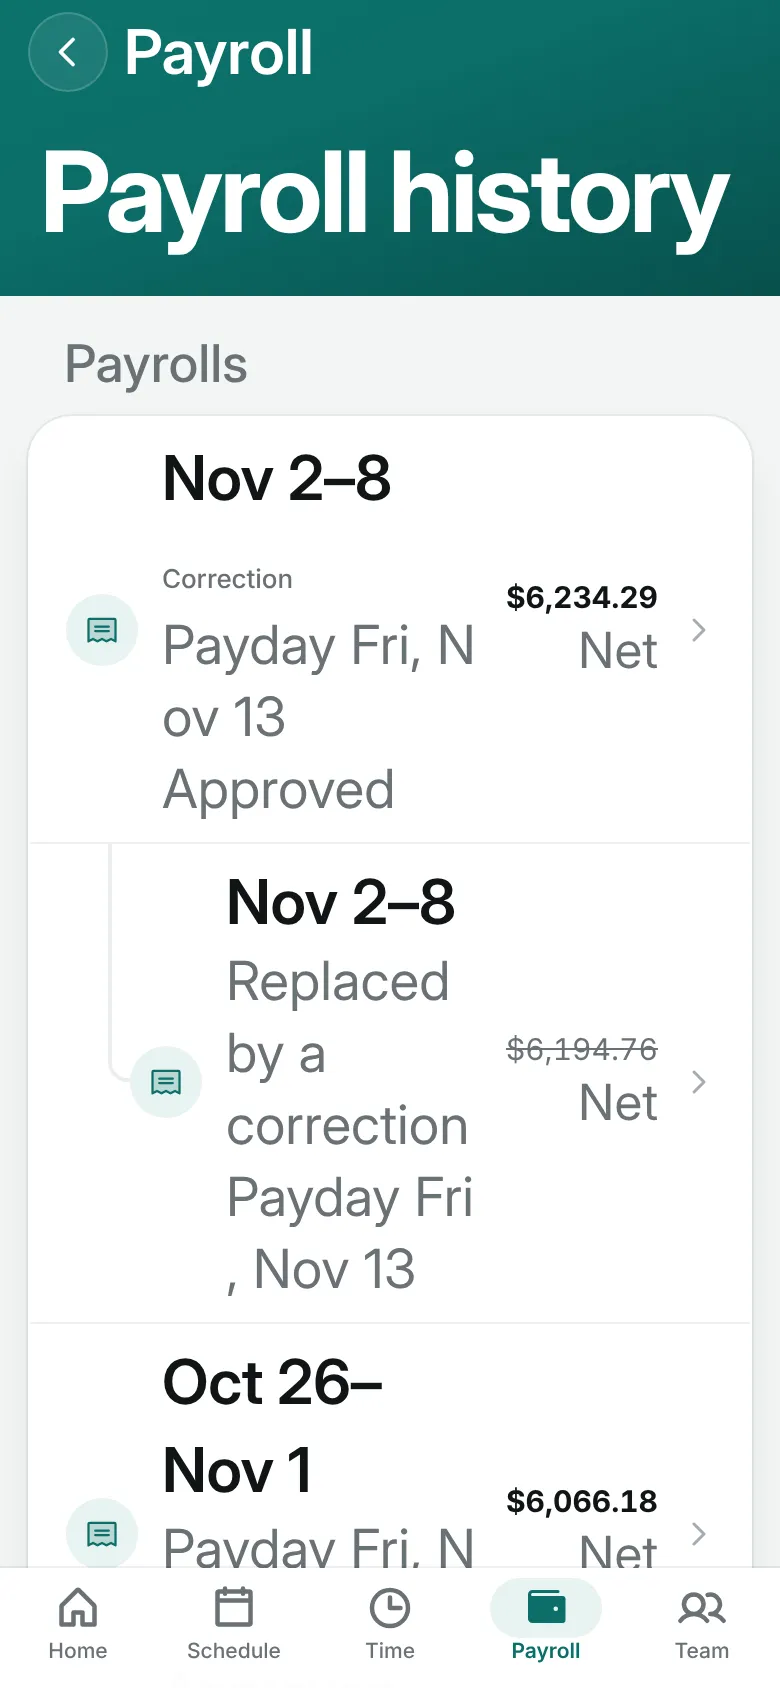 Payroll
Payroll history
Payrolls
Nov 2–8
Correction
Payday Fri, N
ov 13
Approved
$6,234.29
Net
Nov 2–8
Replaced
by a
correction
Payday Fri
, Nov 13
$6,194.76
Net
Oct 26–
Nov 1
Payday Fri, N
$6,066.18
Net
Home
Schedule
Time
Payroll
Team